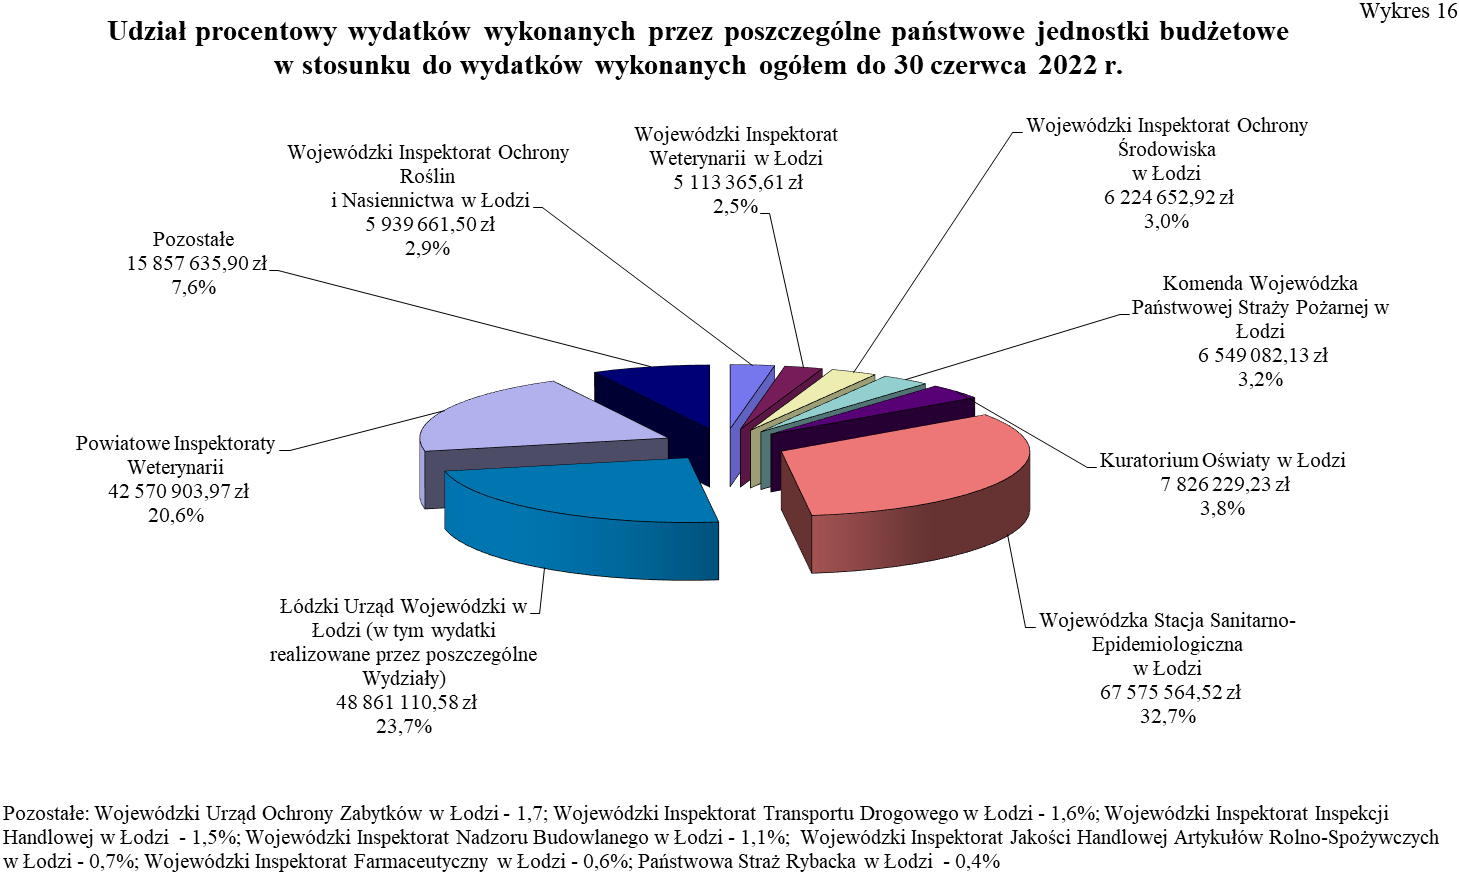 Wykres 16
Udział procentowy wydatków wykonanych przez poszczególne państwowe jednostki budżetowe
w stosunku do wydatków wykonanych ogółem do 30 czerwca 2022 r.
Wojewódzki Inspektorat Ochrony
Roślin
i Nasiennictwa w Łodzi
5 939 661,50 zł
2,9%
Wojewódzki Inspektorat
Weterynarii w Łodzi
5 113 365,61 zł
2,5%
Wojewódzki Inspektorat Ochrony
Środowiska
w Łodzi
6 224 652,92 zł
3,0%
Pozostałe
15 857 635,90 zł
7,6%
Komenda Wojewódzka
Państwowej Straży Pożarnej w
Łodzi
6 549 082,13 zł
3,2%
Powiatowe Inspektoraty
Weterynarii
42 570 903,97 zł
20,6%
Kuratorium Oświaty w Łodzi
7 826 229,23 zł
3,8%
Łódzki Urząd Wojewódzki w
Łodzi (w tym wydatki
realizowane przez poszczególne
Wydziały)
48 861 110,58 zł
23,7%
Wojewódzka Stacja Sanitarno-
Epidemiologiczna
w Łodzi
67 575 564,52 zł
32,7%
Pozostałe: Wojewódzki Urząd Ochrony Zabytków w Łodzi - 1,7; Wojewódzki Inspektorat Transportu Drogowego w Łodzi - 1,6%; Wojewódzki Inspektorat Inspekcji
Handlowej w Łodzi - 1,5%; Wojewódzki Inspektorat Nadzoru Budowlanego w Łodzi - 1,1%; Wojewódzki Inspektorat Jakości Handlowej Artykułów Rolno-Spożywczych
w Łodzi - 0,7%; Wojewódzki Inspektorat Farmaceutyczny w Łodzi - 0,6%; Państwowa Straż Rybacka w Łodzi - 0,4%